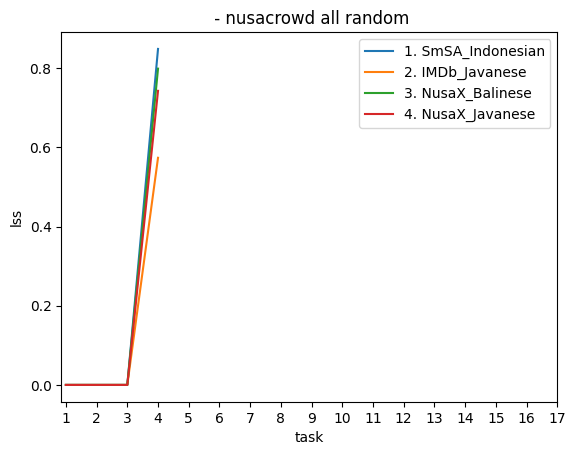 - nusacrowd all random
1. SmSA_Indonesian
2. IMDb_Javanese
3. NusaX_Balinese
4. NusaX_Javanese
0.8
0.6
lss
0.4
0.2
0.0
1 2 3 4 5 6 7 8 9 10 11 12 13 14 15 16 17
task